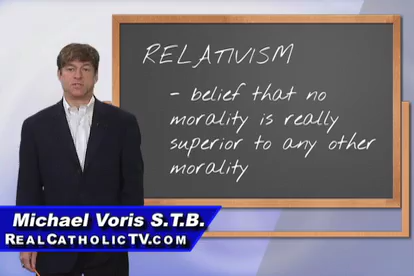 RELATIVISM
- belief that no
morality is really
superior to any other
morality
Michael Voris S.T.B.
REALCATHOLICTV.COM